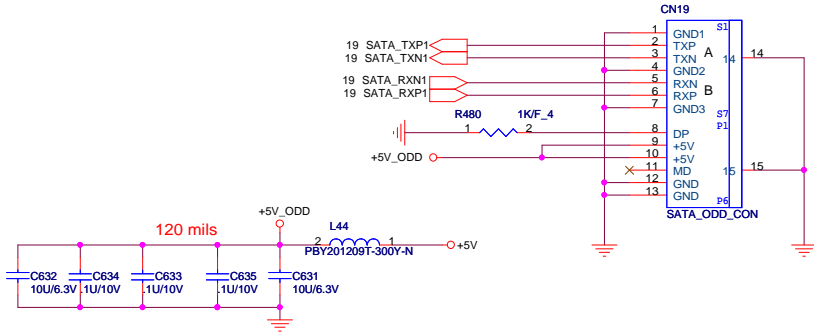 CN19
19 SATA_TXP1
19 SATA_TXN1
19 SATA_RXN1
19 SATA_RXP1
1 GND1 S1
2 TXP
A
3 TXN 14 14
4 GND2
5 RXN
B
6 RXP
7 GND3
S7
R480 1K/F_4 P1
1 2 8 DP
9 +5V
+5V_ODD 10 +5V
11 MD 15 15
12 GND
13 GND
P6
SATA_ODD_CON
+5V_ODD
120 mils
L44
2 1 +5V
PBY201209T-300Y-N
C632 C634 C633 C635 C631
10U/6.3V .1U/10V .1U/10V .1U/10V 10U/6.3V